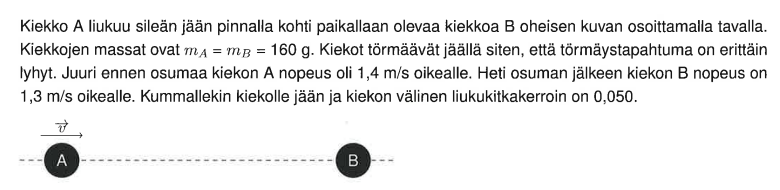 Kiekko A liukuu sileän jään pinnalla kohti paikallaan olevaa kiekkoa B oheisen kuvan osoittamalla tavalla.
Kiekkojen massat ovat m_A = m_B = 160 g. Kiekot törmäävät jäällä siten, että törmäystapahtuma on erittäin
lyhyt. Juuri ennen osumaa kiekon A nopeus oli 1,4 m/s oikealle. Heti osuman jälkeen kiekon B nopeus on
1,3 m/s oikealle. Kummallekin kiekolle jään ja kiekon välinen liukukitkakerroin on 0,050.
v⃗
A B